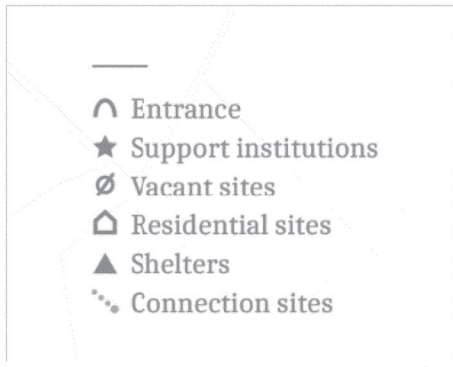 Entrance
Support institutions
Vacant sites
Residential sites
Shelters
Connection sites